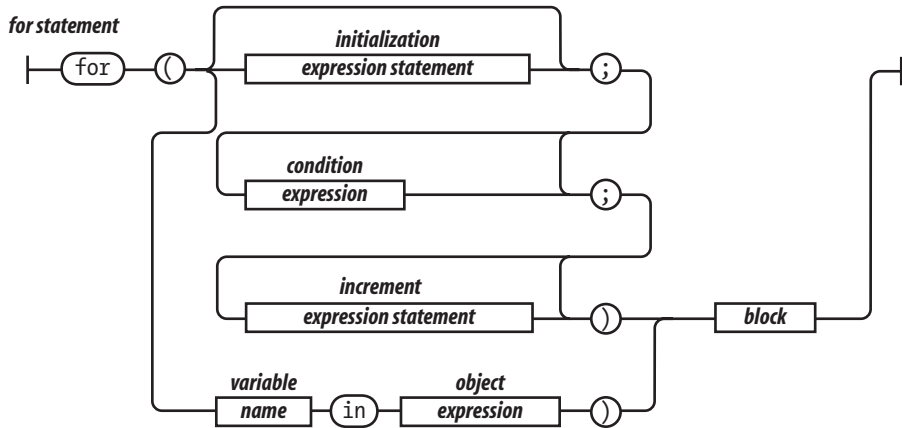 for statement
initialization
for ( expression statement ;
condition
expression ;
increment
expression statement ) block
variable object
name in expression )